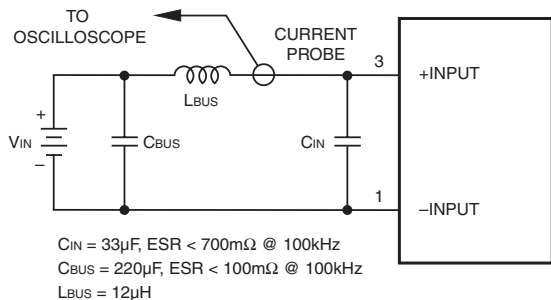 TO
OSCILLOSCOPE
CURRENT
PROBE
LBUS
3
+INPUT
+
VIN
–
CBUS
CIN
1
–INPUT
CIN = 33µF, ESR < 700mΩ @ 100kHz
CBUS = 220µF, ESR < 100mΩ @ 100kHz
LBUS = 12µH